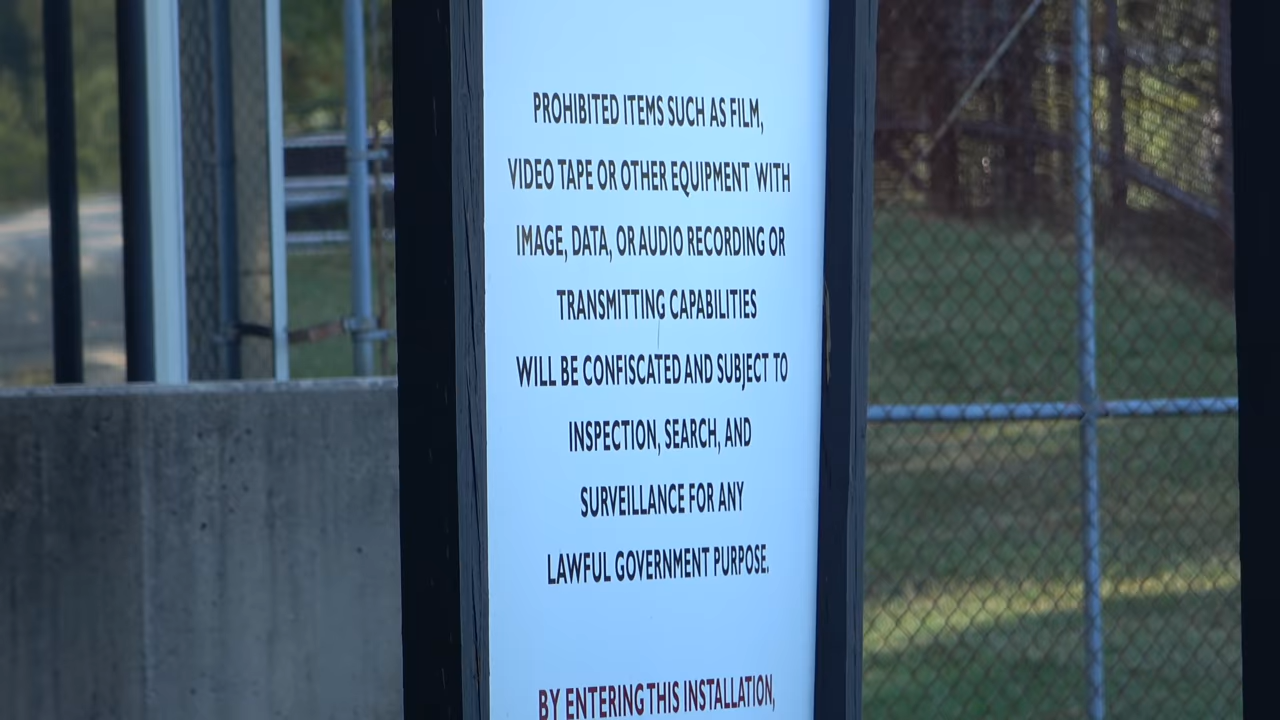 PROHIBITED ITEMS SUCH AS FILM,
VIDEO TAPE OR OTHER EQUIPMENT WITH
IMAGE, DATA, OR AUDIO RECORDING OR
TRANSMITTING CAPABILITIES
WILL BE CONFISCATED AND SUBJECT TO
INSPECTION, SEARCH, AND
SURVEILLANCE FOR ANY
LAWFUL GOVERNMENT PURPOSE.
BY ENTERING THIS INSTALLATION,